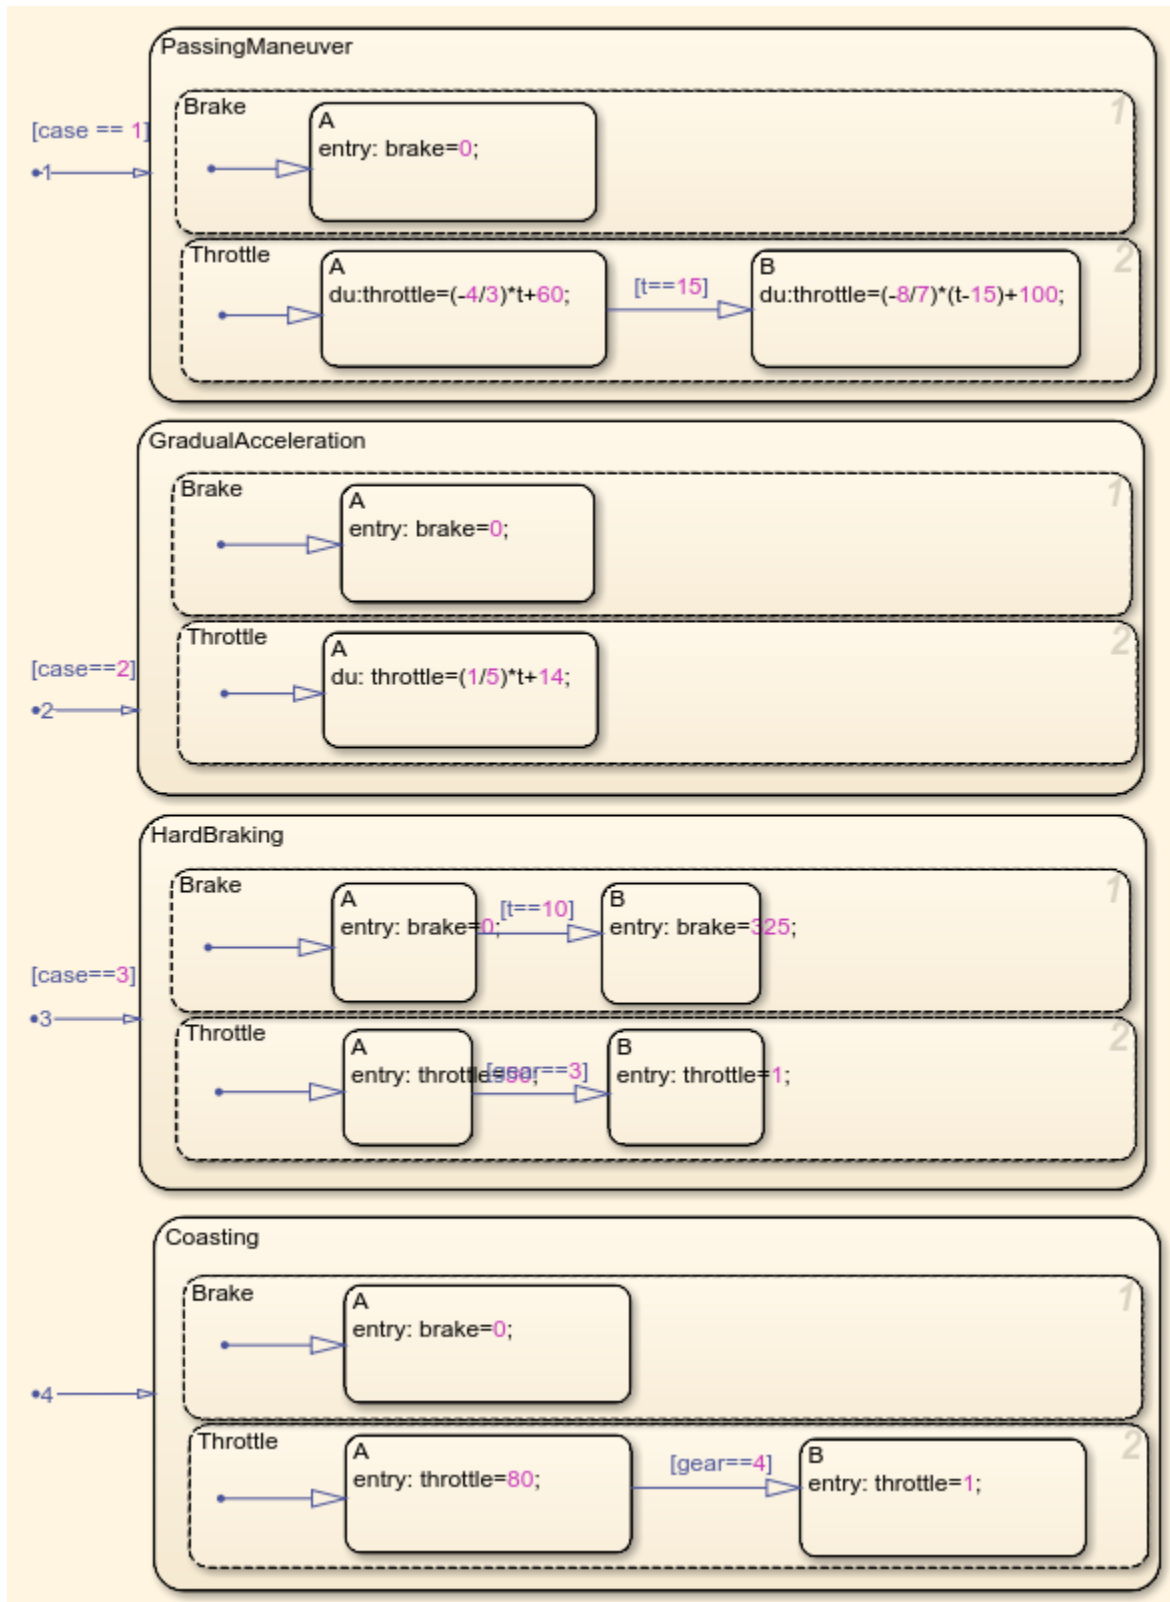 PassingManeuver
[case == 1]
1
Brake
1
A
entry: brake=0;
Throttle
2
A
du:throttle=(-4/3)*t+60;
[t==15]
B
du:throttle=(-8/7)*(t-15)+100;
GradualAcceleration
Brake
1
A
entry: brake=0;
[case==2]
2
Throttle
2
A
du: throttle=(1/5)*t+14;
HardBraking
Brake
1
A
entry: brake=0;
[t==10]
B
entry: brake=325;
[case==3]
3
Throttle
2
A
entry: throttle=
==3]
B
entry: throttle=1;
Coasting
Brake
1
A
entry: brake=0;
4
Throttle
2
A
entry: throttle=80;
[gear==4]
B
entry: throttle=1;